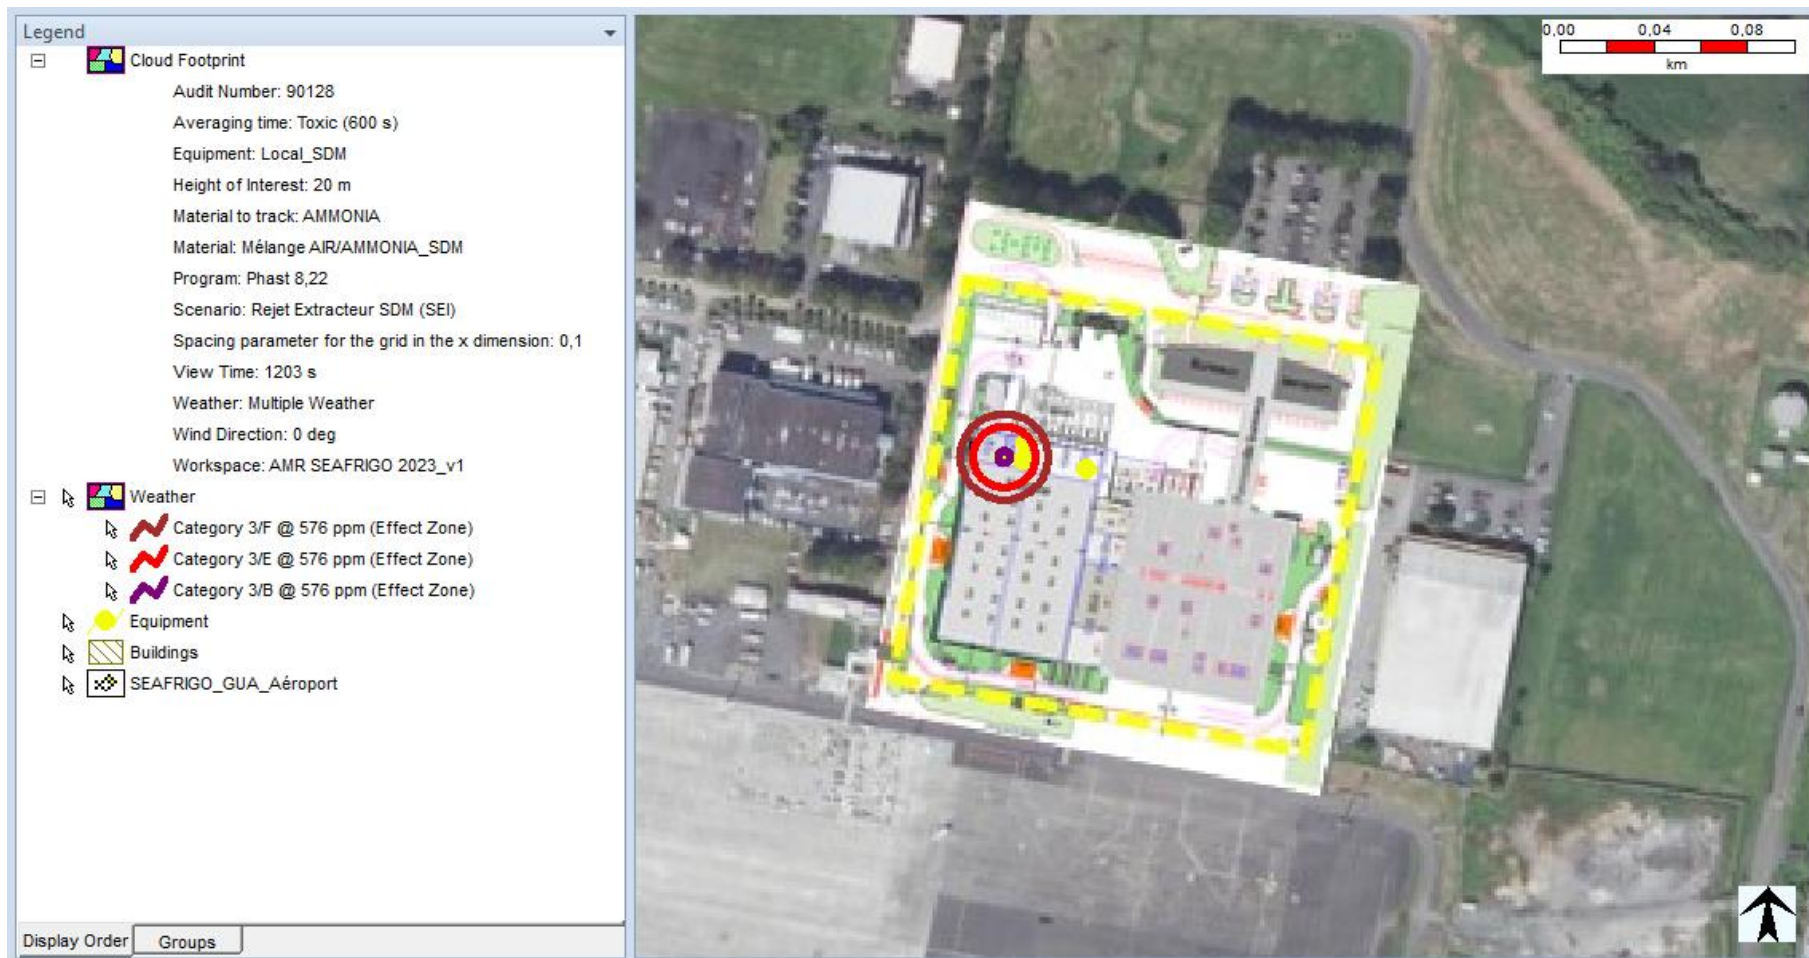 Legend
Cloud Footprint
Audit Number: 90128
Averaging time: Toxic (600 s)
Equipment: Local_SDM
Height of Interest: 20 m
Material to track: AMMONIA
Material: Mélange AIR/AMMONIA_SDM
Program: Phast 8,22
Scenario: Rejet Extracteur SDM (SEI)
Spacing parameter for the grid in the x dimension: 0,1
View Time: 1203 s
Weather: Multiple Weather
Wind Direction: 0 deg
Workspace: AMR SEAFRIGO 2023_v1
Weather
Category 3/F @ 576 ppm (Effect Zone)
Category 3/E @ 576 ppm (Effect Zone)
Category 3/B @ 576 ppm (Effect Zone)
Equipment
Buildings
SEAFRIGO_GUA_Aéroport
Display Order Groups
0,00 0,04 0,08
km